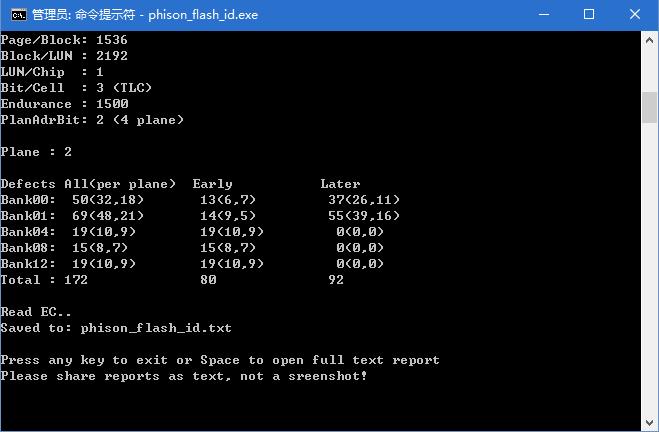 管理员: 命令提示符 - phison_flash_id.exe
Page/Block: 1536
Block/LUN : 2192
LUN/Chip  : 1
Bit/Cell  : 3 (TLC)
Endurance : 1500
PlanAdrBit: 2 (4 plane)
Plane : 2
Defects All(per plane)  Early           Later
Bank00:  50(32,18)       13(6,7)         37(26,11)
Bank01:  69(48,21)       14(9,5)         55(39,16)
Bank04:  19(10,9)        19(10,9)         0(0,0)
Bank08:  15(8,7)         15(8,7)          0(0,0)
Bank12:  19(10,9)        19(10,9)         0(0,0)
Total : 172              80              92
Read EC..
Saved to: phison_flash_id.txt
Press any key to exit or Space to open full text report
Please share reports as text, not a sreenshot!